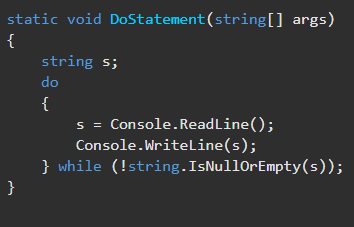 static void DoStatement(string[] args)
{
    string s;
    do
    {
        s = Console.ReadLine();
        Console.WriteLine(s);
    } while (!string.IsNullOrEmpty(s));
}